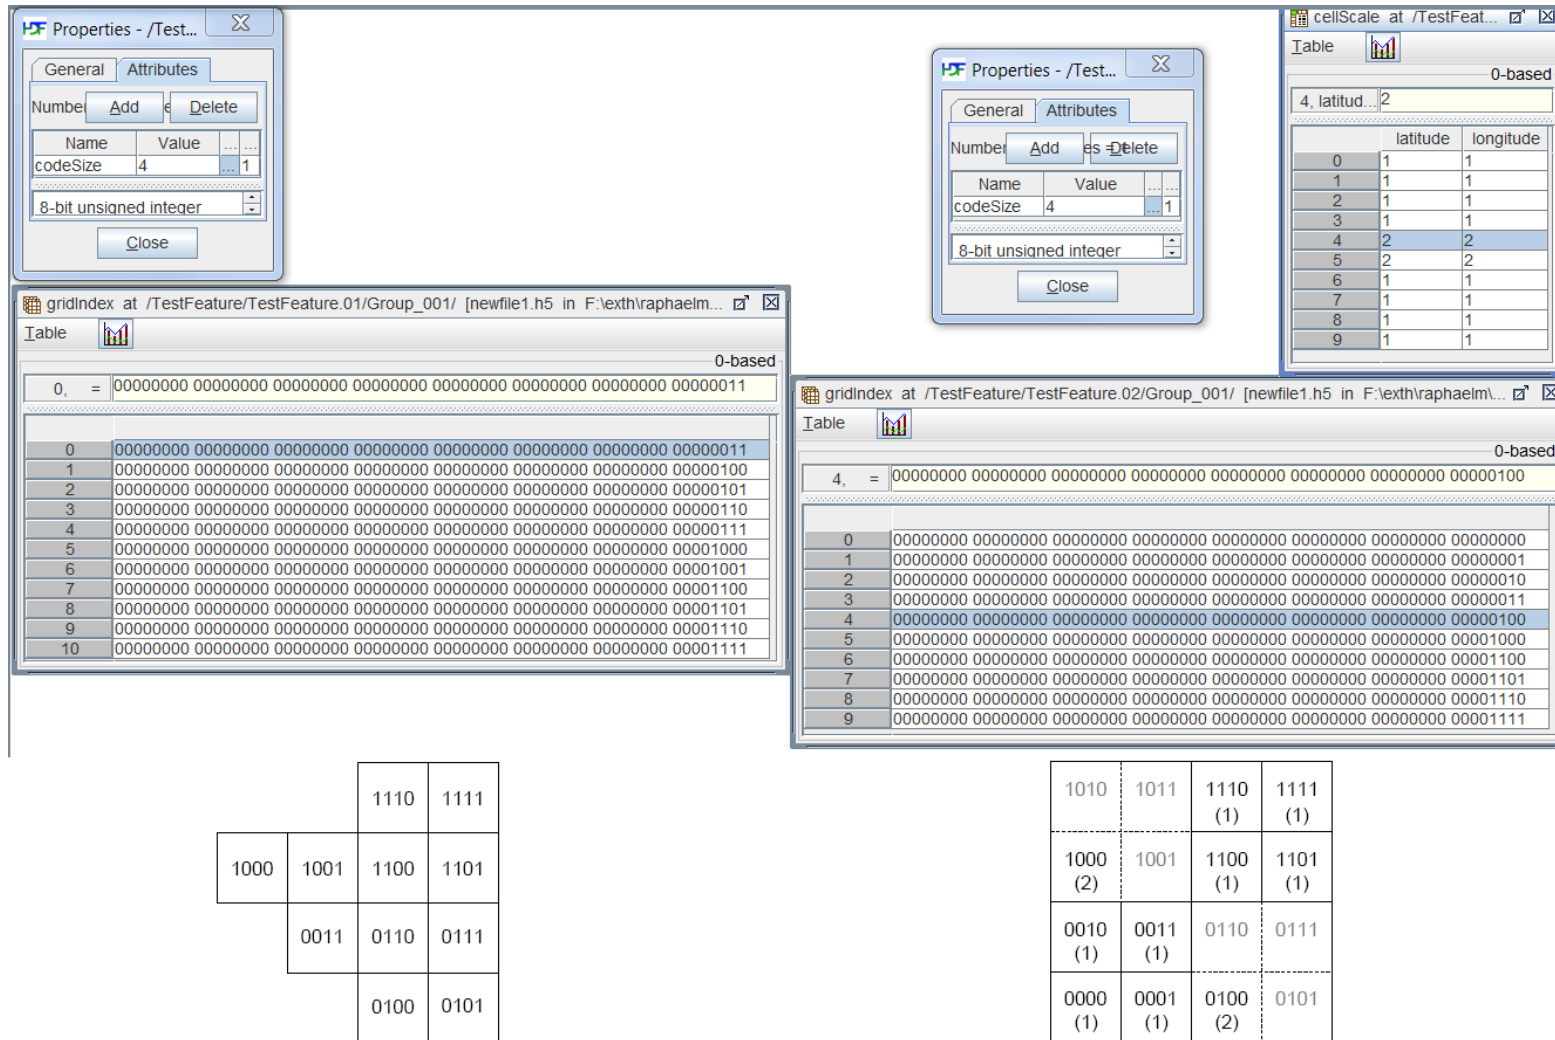 Properties - /Test...
General Attributes
Number Add e Delete
Name Value ... ...
codeSize 4 ... 1
8-bit unsigned integer
Close
gridIndex at /TestFeature/TestFeature.01/Group_001/ [newfile1.h5 in F:\exth\raphaelm...
Table
0-based
0, = 00000000 00000000 00000000 00000000 00000000 00000000 00000000 00000011
0 00000000 00000000 00000000 00000000 00000000 00000000 00000000 00000011
1 00000000 00000000 00000000 00000000 00000000 00000000 00000000 00000100
2 00000000 00000000 00000000 00000000 00000000 00000000 00000000 00000101
3 00000000 00000000 00000000 00000000 00000000 00000000 00000000 00000110
4 00000000 00000000 00000000 00000000 00000000 00000000 00000000 00000111
5 00000000 00000000 00000000 00000000 00000000 00000000 00000000 00001000
6 00000000 00000000 00000000 00000000 00000000 00000000 00000000 00001001
7 00000000 00000000 00000000 00000000 00000000 00000000 00000000 00001100
8 00000000 00000000 00000000 00000000 00000000 00000000 00000000 00001101
9 00000000 00000000 00000000 00000000 00000000 00000000 00000000 00001110
10 00000000 00000000 00000000 00000000 00000000 00000000 00000000 00001111
1110 1111
1000 1001 1100 1101
0011 0110 0111
0100 0101
Properties - /Test...
General Attributes
Number Add es = Delete
Name Value ... ...
codeSize 4 ... 1
8-bit unsigned integer
Close
cellScale at /TestFeat...
Table
0-based
4, latitud... 2
latitude longitude
0 1 1
1 1 1
2 1 1
3 1 1
4 2 2
5 2 2
6 1 1
7 1 1
8 1 1
9 1 1
gridIndex at /TestFeature/TestFeature.02/Group_001/ [newfile1.h5 in F:\exth\raphaelm\...
Table
0-based
4, = 00000000 00000000 00000000 00000000 00000000 00000000 00000000 00000100
0 00000000 00000000 00000000 00000000 00000000 00000000 00000000 00000000
1 00000000 00000000 00000000 00000000 00000000 00000000 00000000 00000001
2 00000000 00000000 00000000 00000000 00000000 00000000 00000000 00000010
3 00000000 00000000 00000000 00000000 00000000 00000000 00000000 00000011
4 00000000 00000000 00000000 00000000 00000000 00000000 00000000 00000100
5 00000000 00000000 00000000 00000000 00000000 00000000 00000000 00001000
6 00000000 00000000 00000000 00000000 00000000 00000000 00000000 00001100
7 00000000 00000000 00000000 00000000 00000000 00000000 00000000 00001101
8 00000000 00000000 00000000 00000000 00000000 00000000 00000000 00001110
9 00000000 00000000 00000000 00000000 00000000 00000000 00000000 00001111
1010 1011 1110 1111
(1) (1)
1000 1001 1100 1101
(2) (1) (1)
0010 0011 0110 0111
(1) (1)
0000 0001 0100 0101
(1) (1) (2)